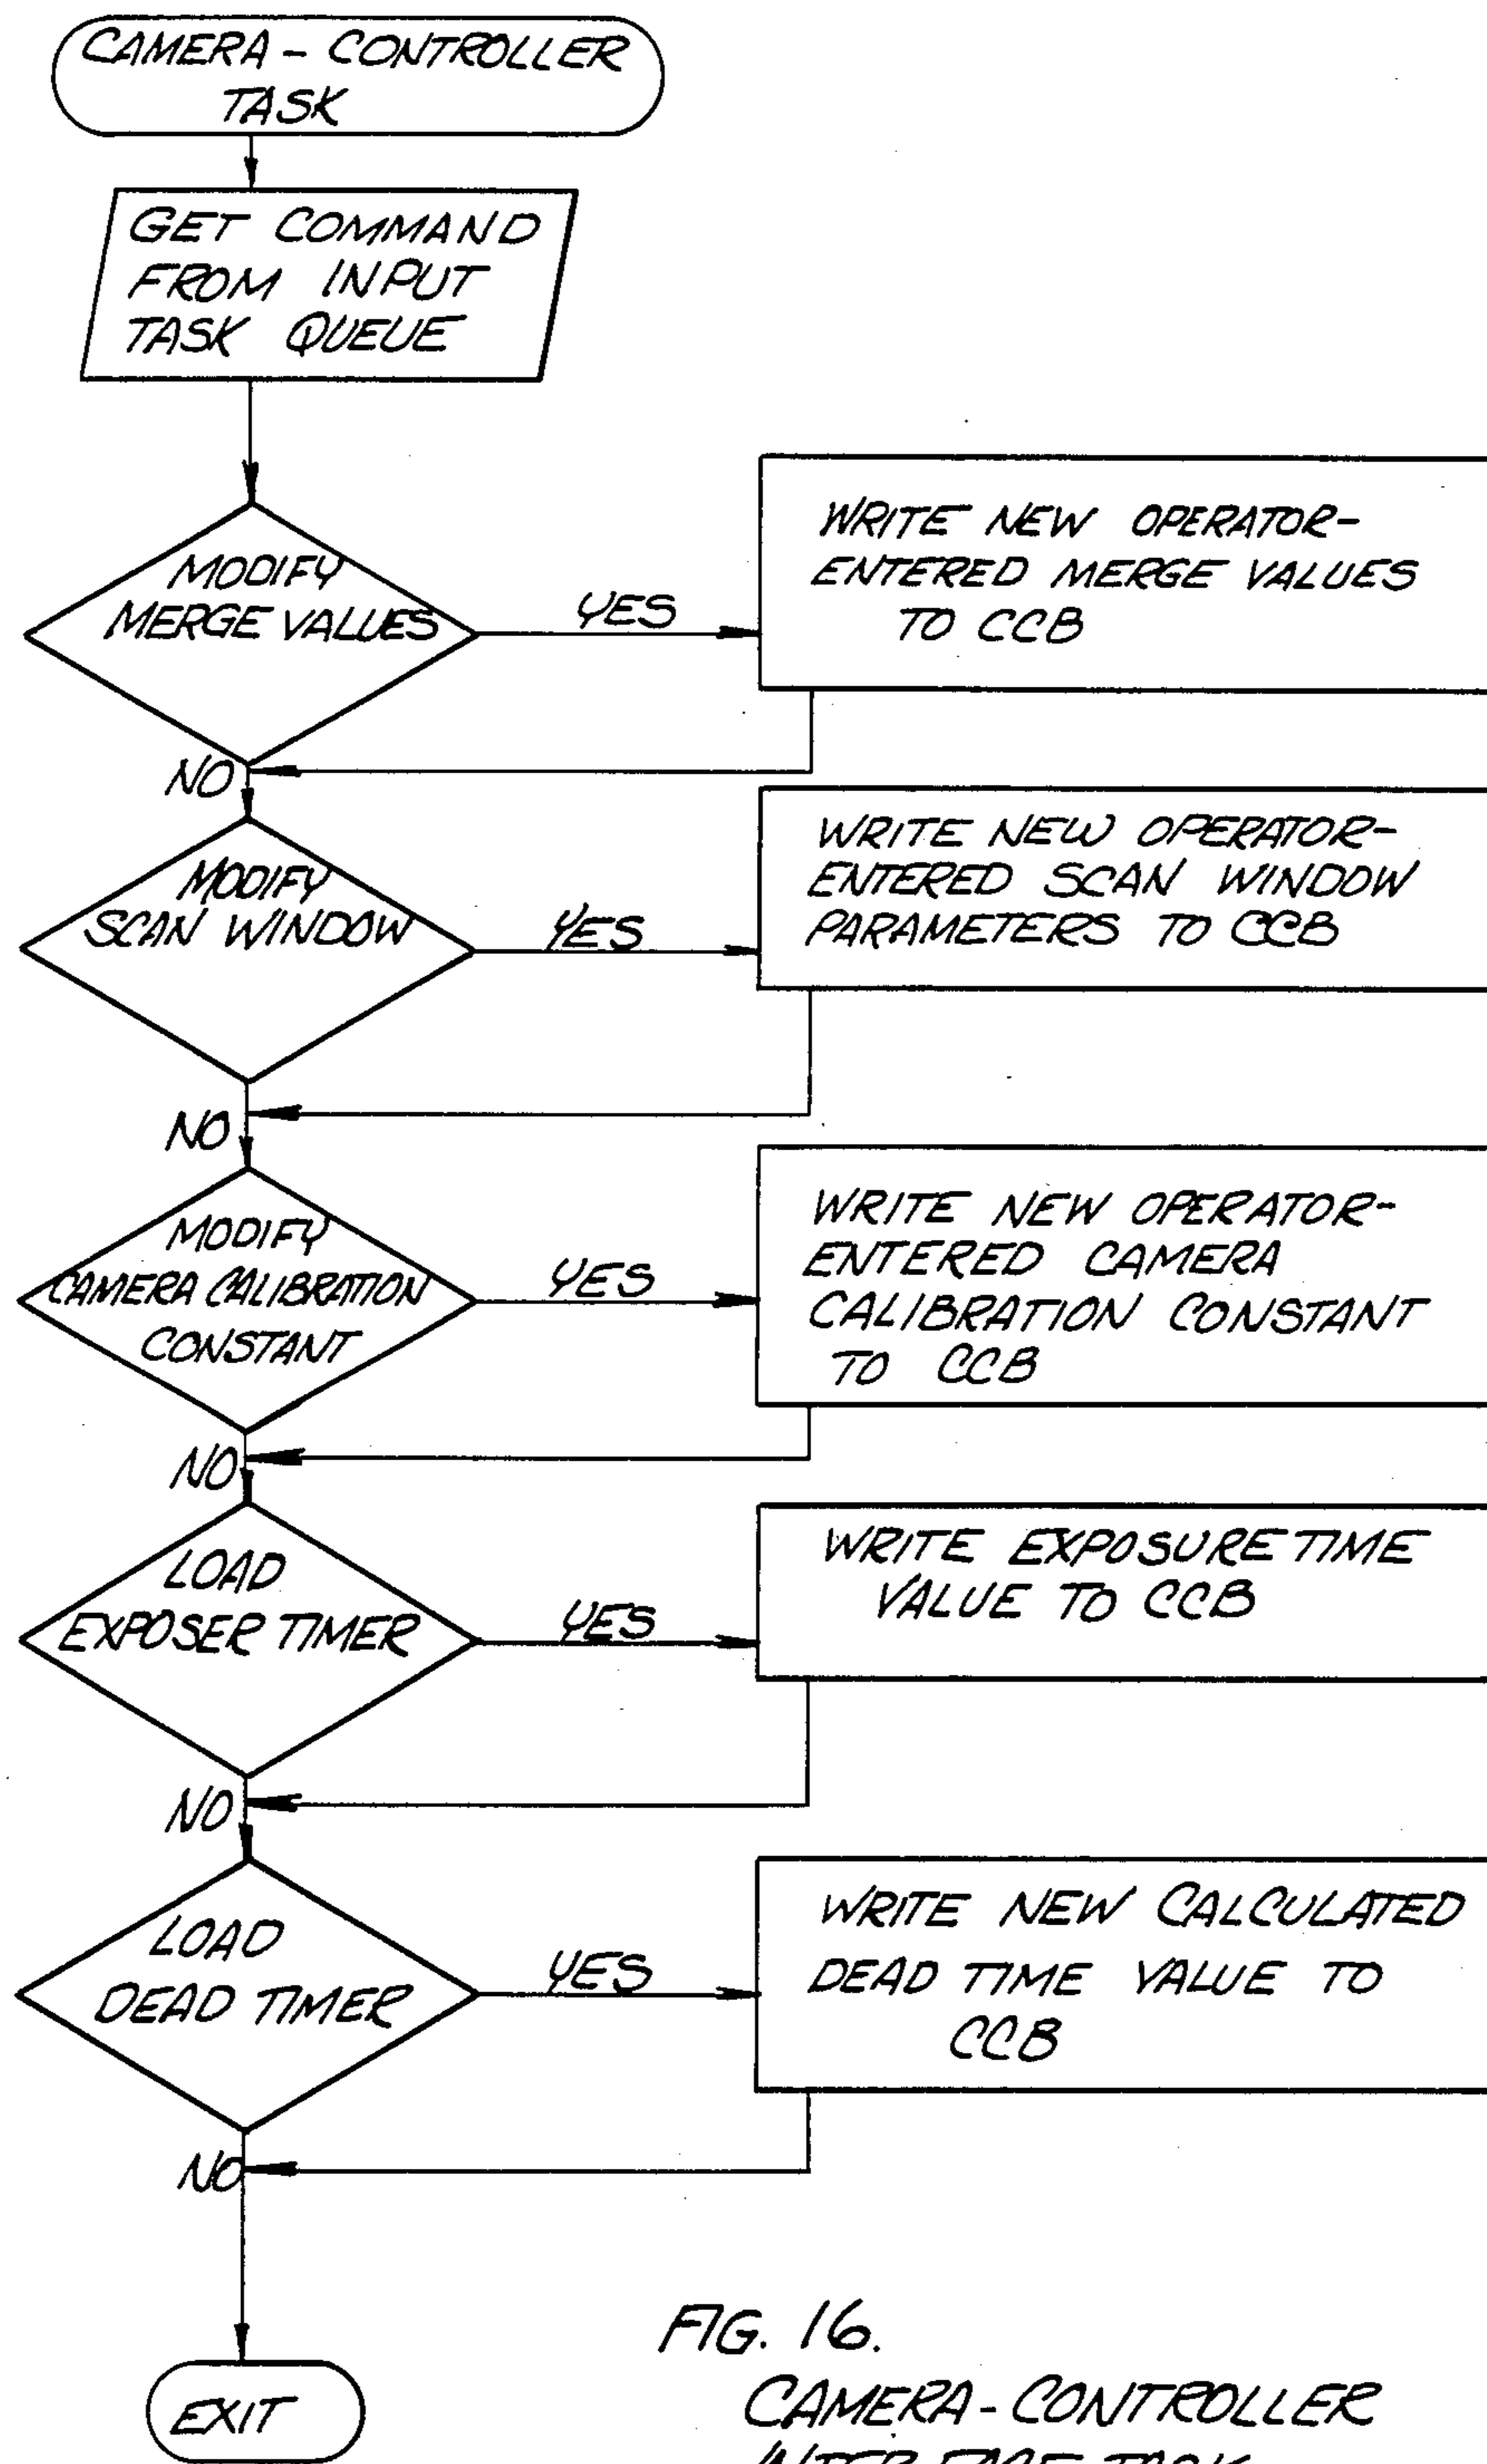 CAMERA - CONTROLLER
TASK
GET COMMAND
FROM INPUT
TASK QUEUE
MODIFY
MERGE VALUES
YES
WRITE NEW OPERATOR-
ENTERED MERGE VALUES
TO CCB
NO
MODIFY
SCAN WINDOW
YES
WRITE NEW OPERATOR-
ENTERED SCAN WINDOW
PARAMETERS TO CCB
NO
MODIFY
CAMERA CALIBRATION
CONSTANT
YES
WRITE NEW OPERATOR-
ENTERED CAMERA
CALIBRATION CONSTANT
TO CCB
NO
LOAD
EXPOSER TIMER
YES
WRITE EXPOSURE TIME
VALUE TO CCB
NO
LOAD
DEAD TIMER
YES
WRITE NEW CALCULATED
DEAD TIME VALUE TO
CCB
NO
EXIT
FIG. 16.
CAMERA - CONTROLLER
INTERFACE TASK